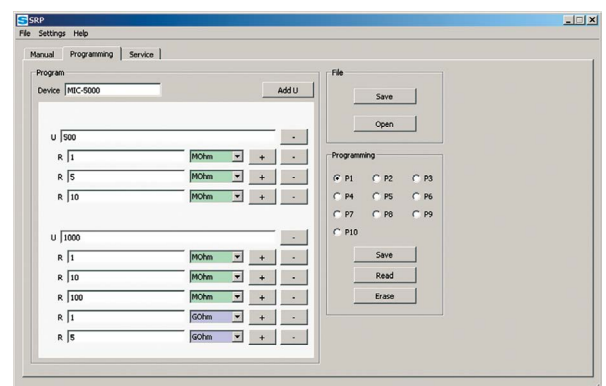 SRP
File Settings Help
Manual Programming Service
Program
Device MIC-5000 Add U
U 500 -
R 1 MOhm + -
R 5 MOhm + -
R 10 MOhm + -
U 1000 -
R 1 MOhm + -
R 10 MOhm + -
R 100 MOhm + -
R 1 GOhm + -
R 5 GOhm + -
File
Save
Open
Programming
P1 P2 P3
P4 P5 P6
P7 P8 P9
P10
Save
Read
Erase